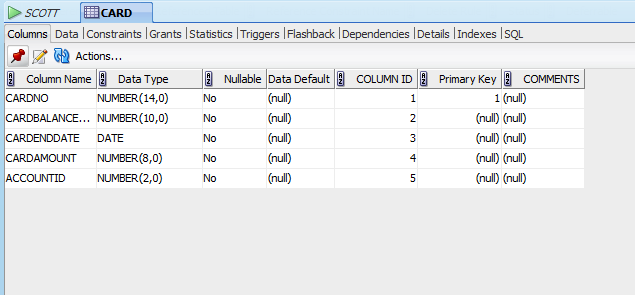 SCOTT CARD
Columns Data Constraints Grants Statistics Triggers Flashback Dependencies Details Indexes SQL
Actions...
Column Name Data Type Nullable Data Default COLUMN ID Primary Key COMMENTS
CARDNO NUMBER(14,0) No (null) 1 1 (null)
CARDBALANCE... NUMBER(10,0) No (null) 2 (null) (null)
CARDENDDATE DATE No (null) 3 (null) (null)
CARDAMOUNT NUMBER(8,0) No (null) 4 (null) (null)
ACCOUNTID NUMBER(2,0) No (null) 5 (null) (null)